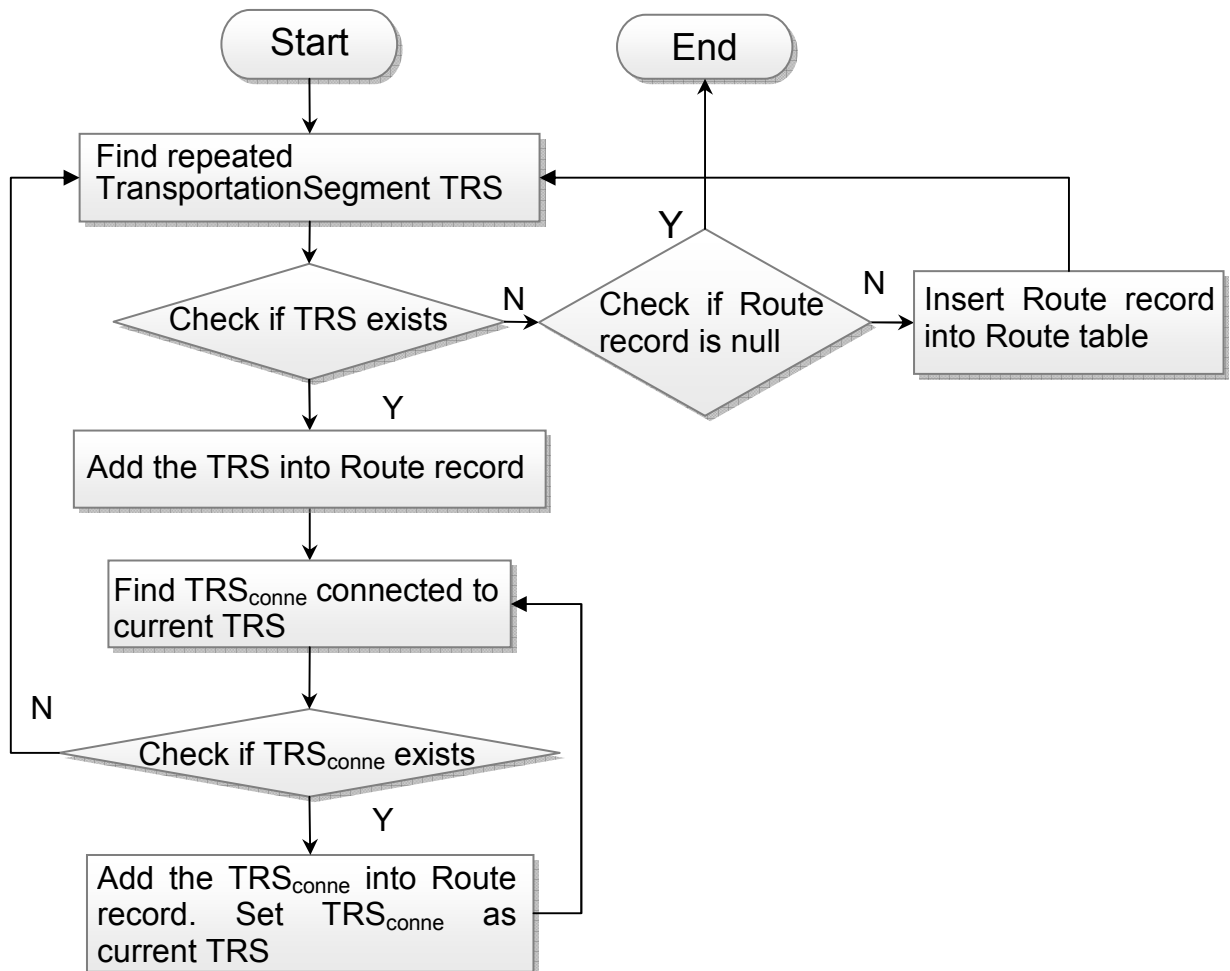 Start
End
Find repeated
TransportationSegment TRS
Check if TRS exists
N
Y
Check if Route
record is null
N
Insert Route record
into Route table
Y
Add the TRS into Route record
Find TRSconne connected to
current TRS
N
Check if TRSconne exists
Y
Add the TRSconne into Route
record. Set TRSconne as
current TRS